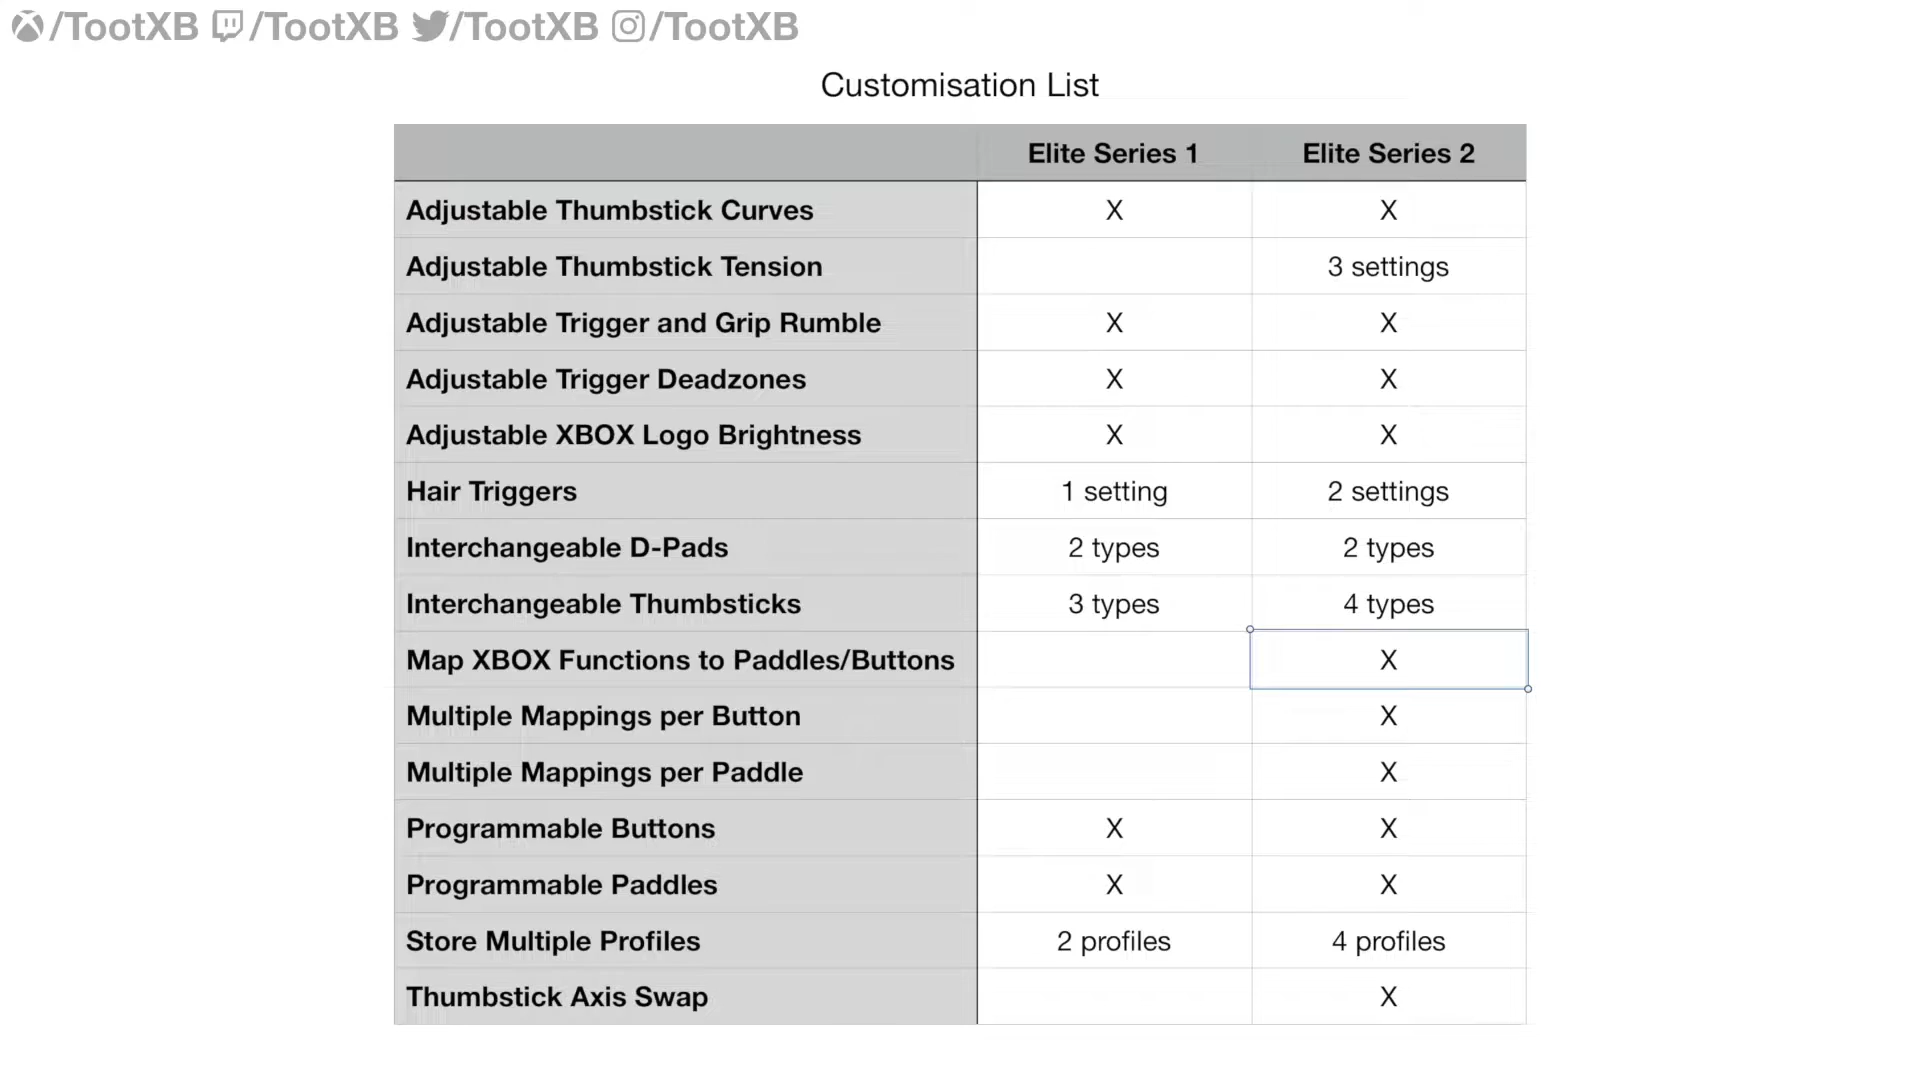 /TootXB /TootXB /TootXB /TootXB
Customisation List
Elite Series 1 Elite Series 2
Adjustable Thumbstick Curves X X
Adjustable Thumbstick Tension 3 settings
Adjustable Trigger and Grip Rumble X X
Adjustable Trigger Deadzones X X
Adjustable XBOX Logo Brightness X X
Hair Triggers 1 setting 2 settings
Interchangeable D-Pads 2 types 2 types
Interchangeable Thumbsticks 3 types 4 types
Map XBOX Functions to Paddles/Buttons X
Multiple Mappings per Button X
Multiple Mappings per Paddle X
Programmable Buttons X X
Programmable Paddles X X
Store Multiple Profiles 2 profiles 4 profiles
Thumbstick Axis Swap X